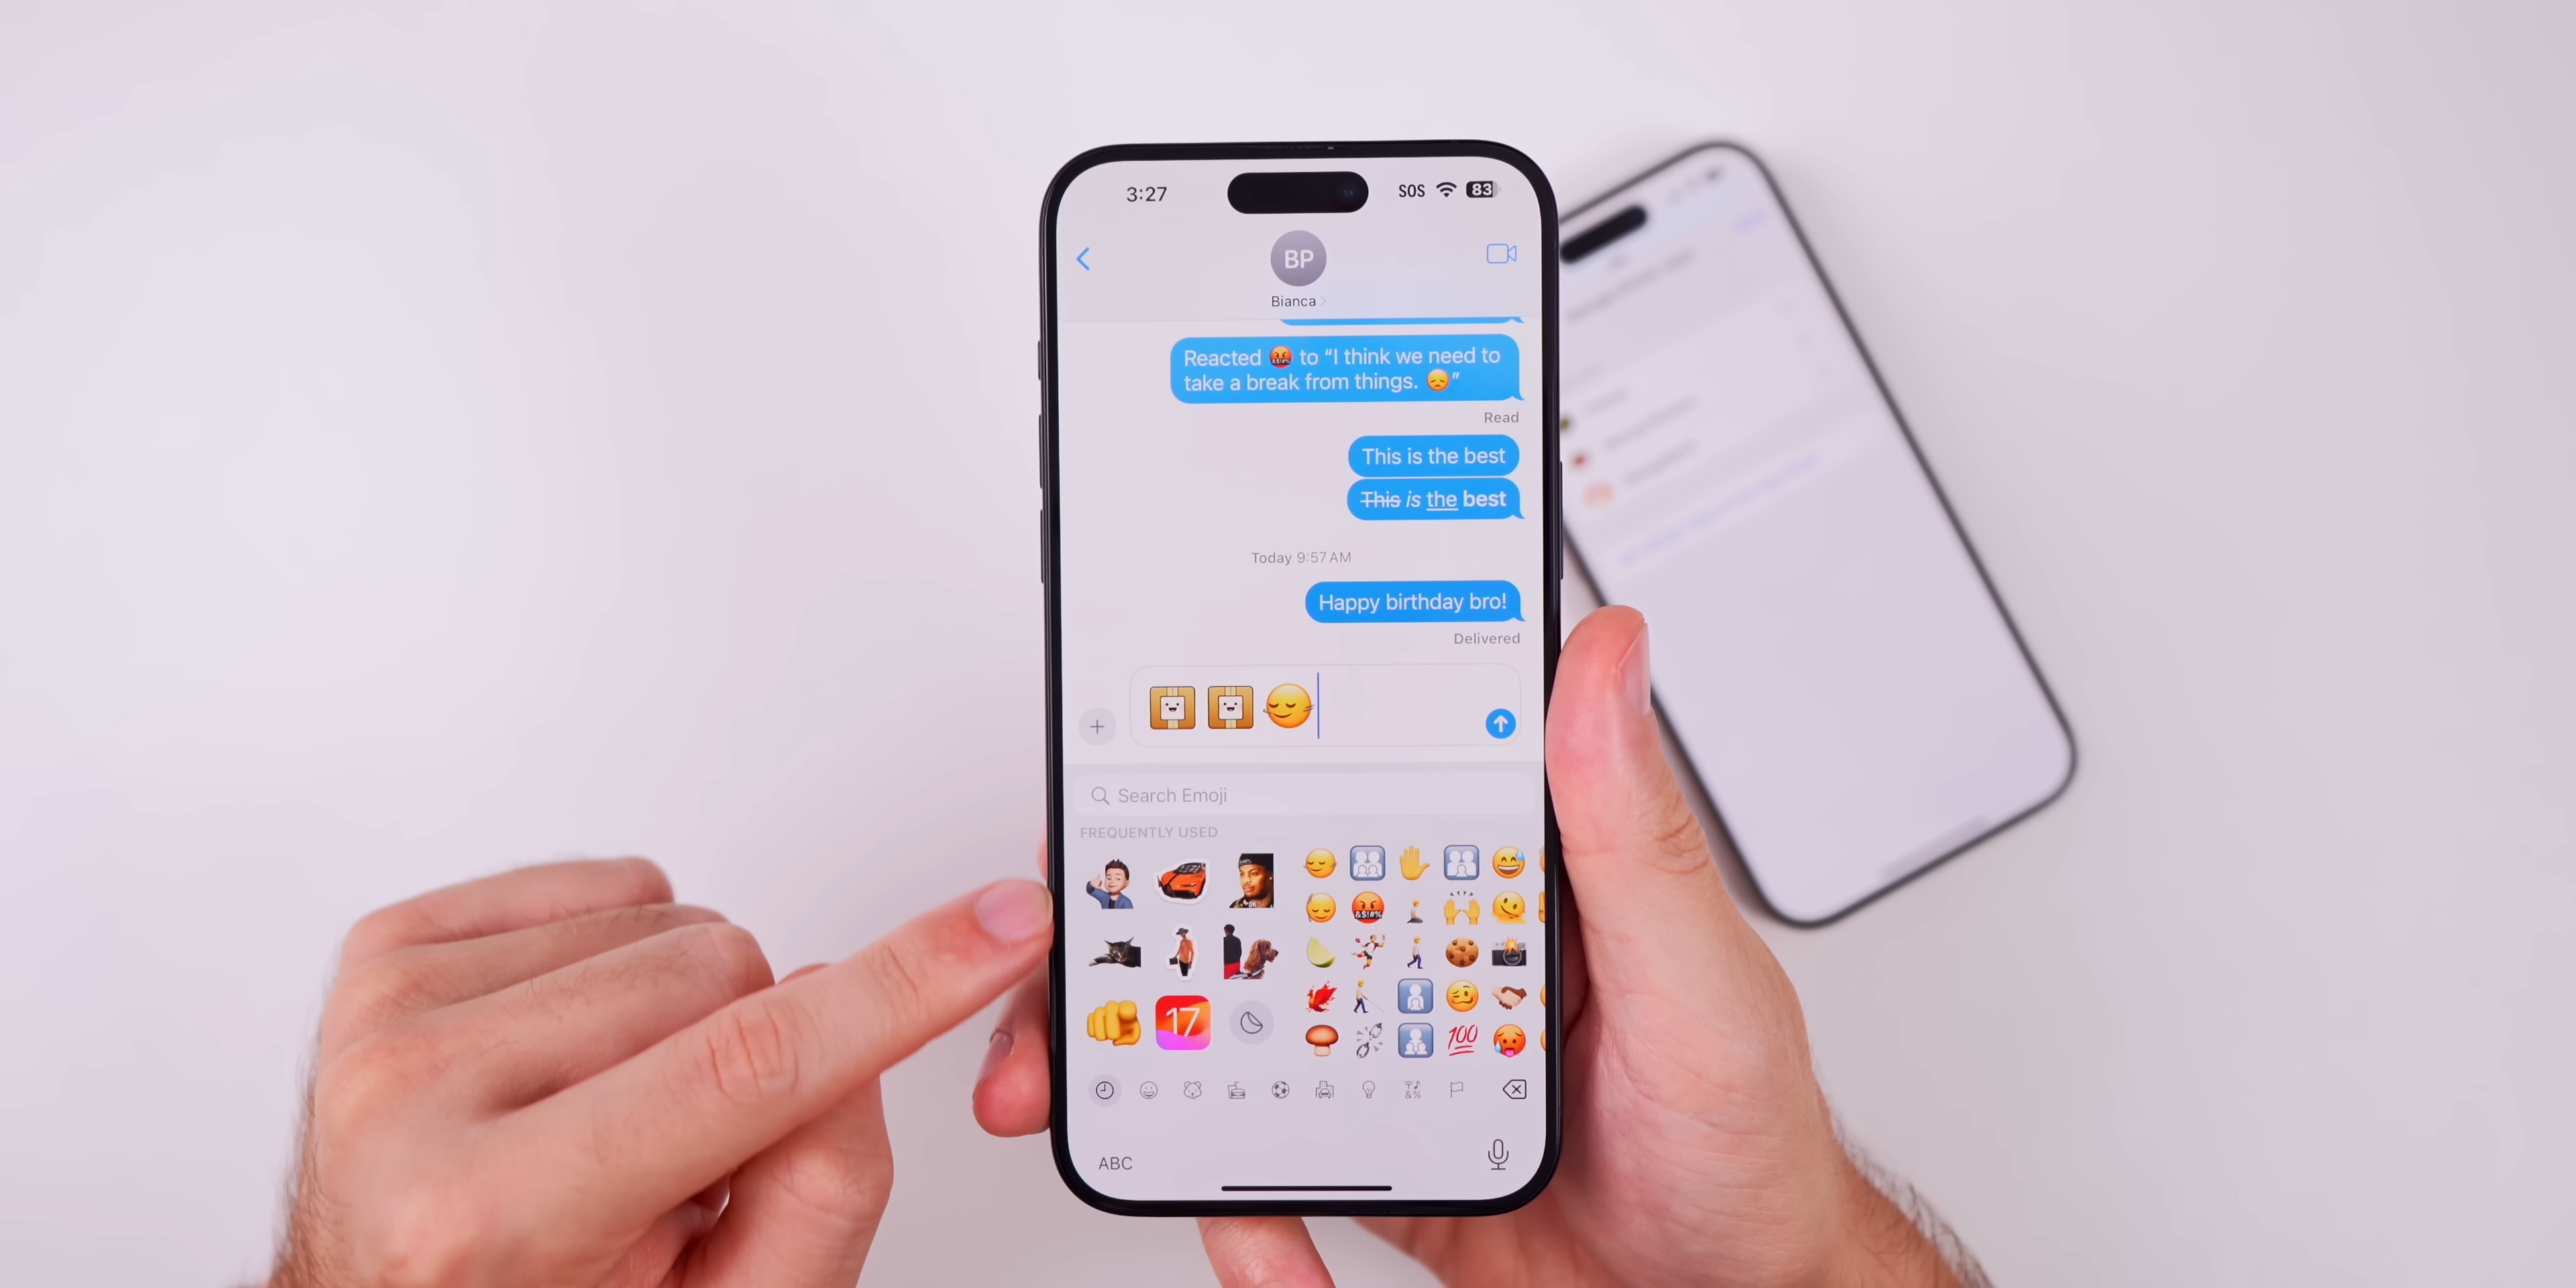 3:27
SOS
83
BP
Bianca
Reacted 🤬 to “I think we need to
take a break from things. 😞”
Read
This is the best
This is the best
Today 9:57 AM
Happy birthday bro!
Delivered
Search Emoji
FREQUENTLY USED
&$!#%
17
100
&%
ABC